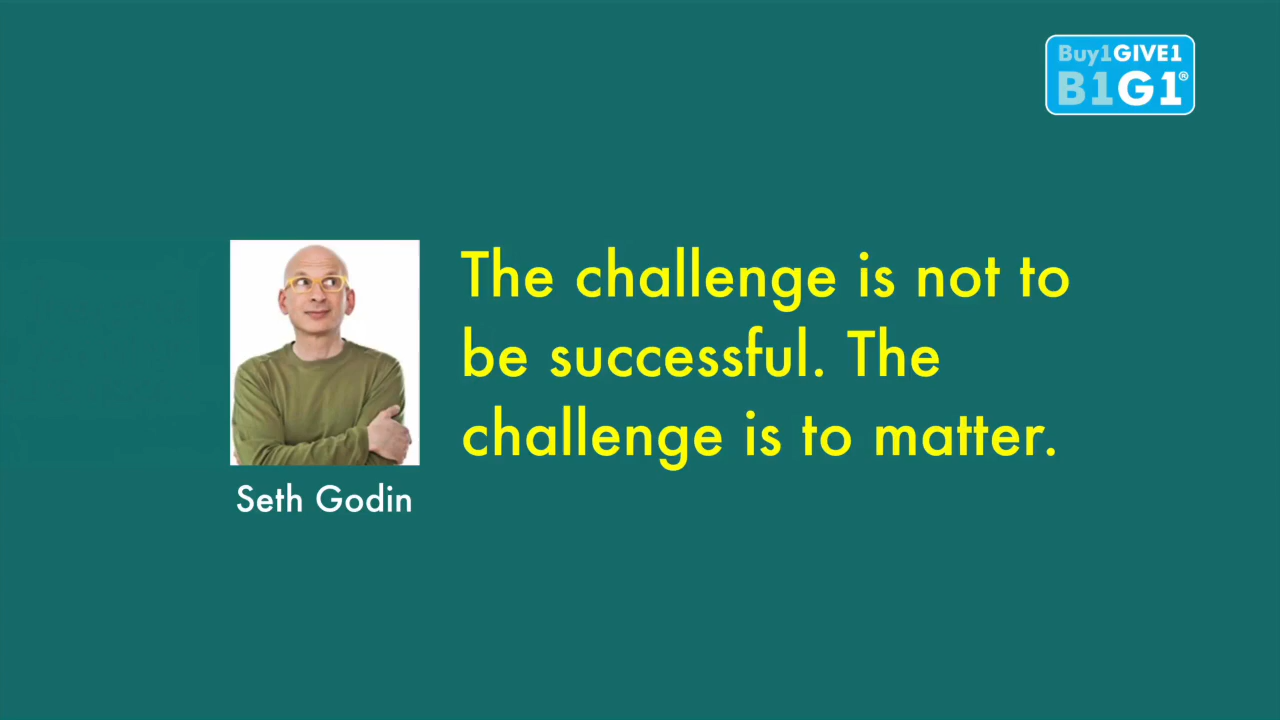 Buy1GIVE1
B1G1®
The challenge is not to
be successful. The
challenge is to matter.
Seth Godin